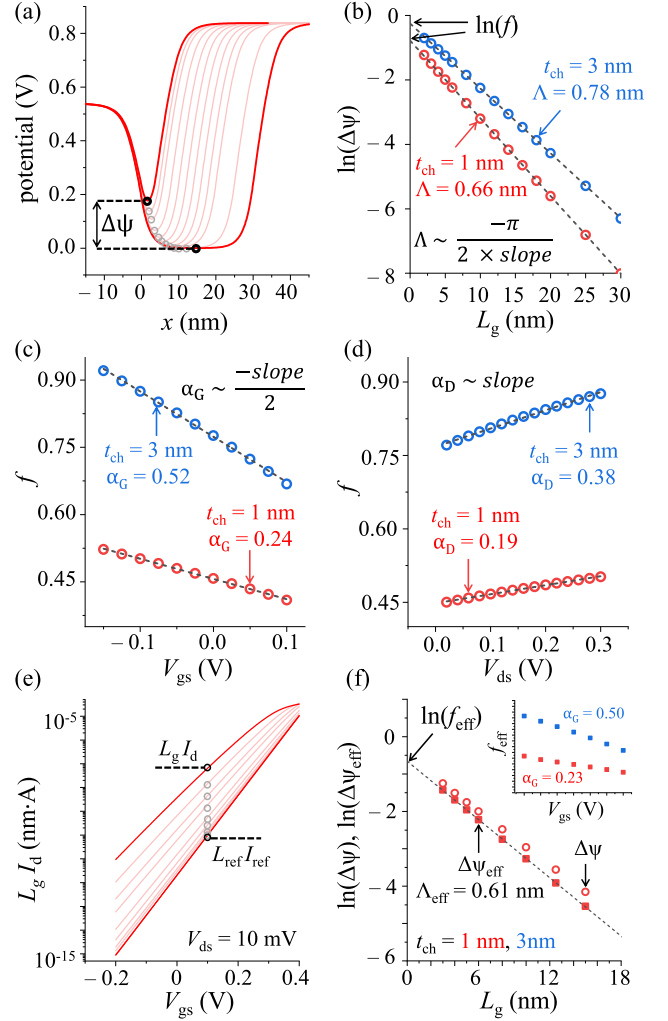 (a)
0.8
0.6
0.4
0.2
0.0
potential (V)
Δψ
−10 0 10 20 30 40
x (nm)
(b)
0
−2
−4
−6
−8
ln(Δψ)
ln(f)
t_ch = 3 nm
Λ = 0.78 nm
t_ch = 1 nm
Λ = 0.66 nm
Λ ~ −π / 2 × slope
0 5 10 15 20 25 30
L_g (nm)
(c)
0.90
0.75
0.60
0.45
f
α_G ~ −slope / 2
t_ch = 3 nm
α_G = 0.52
t_ch = 1 nm
α_G = 0.24
−0.1 0.0 0.1
V_gs (V)
(d)
0.90
0.75
0.60
0.45
f
α_D ~ slope
t_ch = 3 nm
α_D = 0.38
t_ch = 1 nm
α_D = 0.19
0.0 0.1 0.2 0.3
V_ds (V)
(e)
10⁻⁵
10⁻¹⁵
L_g I_d (nm·A)
L_g I_d
L_ref I_ref
V_ds = 10 mV
−0.2 0 0.2 0.4
V_gs (V)
(f)
0
−2
−4
−6
ln(Δψ), ln(Δψ_eff)
ln(f_eff)
f_eff
α_G = 0.50
α_G = 0.23
V_gs (V)
Δψ_eff
Δψ
Λ_eff = 0.61 nm
t_ch = 1 nm, 3nm
0 6 12 18
L_g (nm)